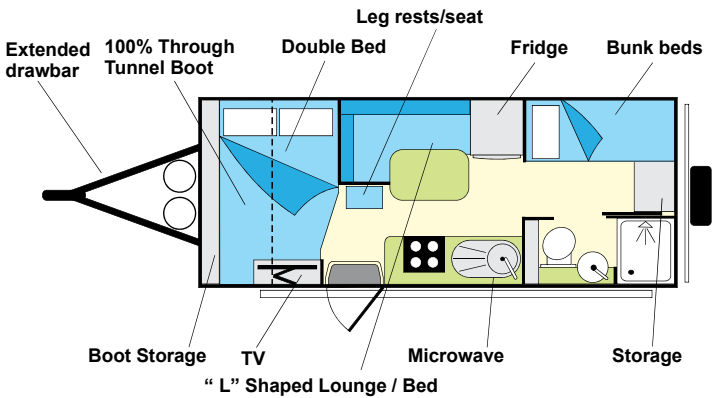 Leg rests/seat
Extended
drawbar
100% Through
Tunnel Boot
Double Bed
Fridge
Bunk beds
Boot Storage
TV
Microwave
Storage
“ L” Shaped Lounge / Bed